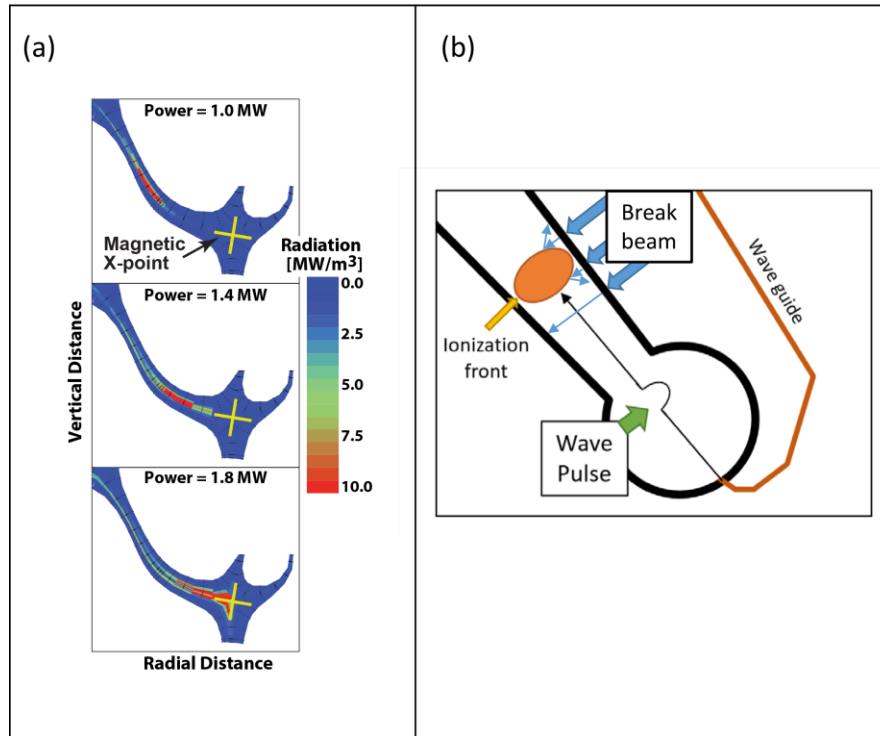 (a)
Power = 1.0 MW
Magnetic
X-point
Radiation
[MW/m³]
0.0
2.5
5.0
7.5
10.0
Power = 1.4 MW
Power = 1.8 MW
Vertical Distance
Radial Distance
(b)
Break
beam
Wave guide
Ionization
front
Wave
Pulse